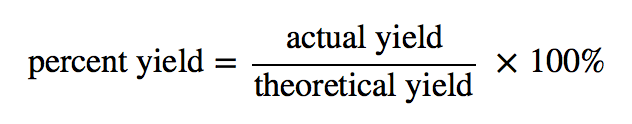 percent yield = actual yield / theoretical yield × 100%